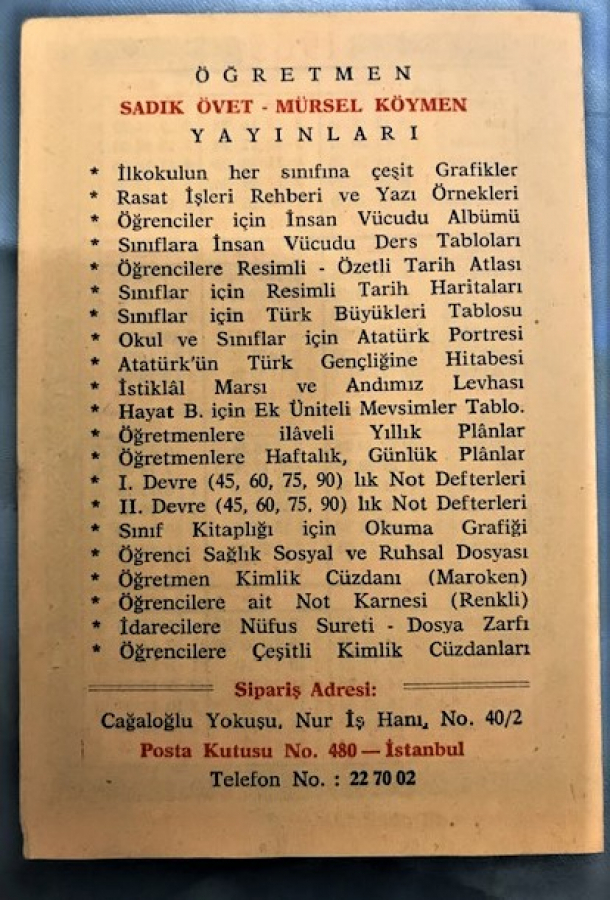 ÖĞRETMEN
SADIK ÖVET - MÜRSEL KÖYMEN
YAYINLARI
* İlkokulun her sınıfına çeşit Grafikler
* Rasat İşleri Rehberi ve Yazı Örnekleri
* Öğrenciler için İnsan Vücudu Albümü
* Sınıflara İnsan Vücudu Ders Tabloları
* Öğrencilere Resimli - Özetli Tarih Atlası
* Sınıflar için Resimli Tarih Haritaları
* Sınıflar için Türk Büyükleri Tablosu
* Okul ve Sınıflar için Atatürk Portresi
* Atatürk'ün Türk Gençliğine Hitabesi
* İstiklâl Marsı ve Andımız Levhası
* Hayat B. için Ek Üniteli Mevsimler Tablo.
* Öğretmenlere ilâveli Yıllık Plânlar
* Öğretmenlere Haftalık, Günlük Plânlar
* I. Devre (45, 60, 75, 90) lık Not Defterleri
* II. Devre (45, 60, 75, 90) lık Not Defterleri
* Sınıf Kitaplığı için Okuma Grafiği
* Öğrenci Sağlık Sosyal ve Ruhsal Dosyası
* Öğretmen Kimlik Cüzdanı (Maroken)
* Öğrencilere ait Not Karnesi (Renkli)
* İdarecilere Nüfus Sureti - Dosya Zarfı
* Öğrencilere Çeşitli Kimlik Cüzdanları
Sipariş Adresi:
Cağaloğlu Yokuşu, Nur İş Hanı, No. 40/2
Posta Kutusu No. 480 — İstanbul
Telefon No. : 22 70 02